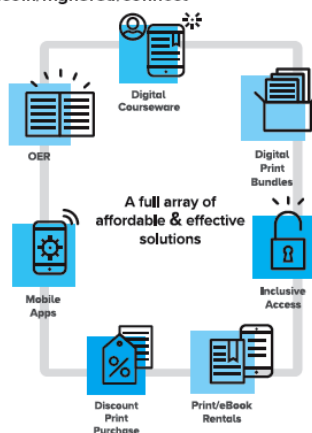 Digital
Courseware
OER
Digital
Print
Bundles
A full array of
affordable & effective
solutions
Mobile
Apps
Inclusive
Access
%
Discount
Print
Purchase
Print/eBook
Rentals